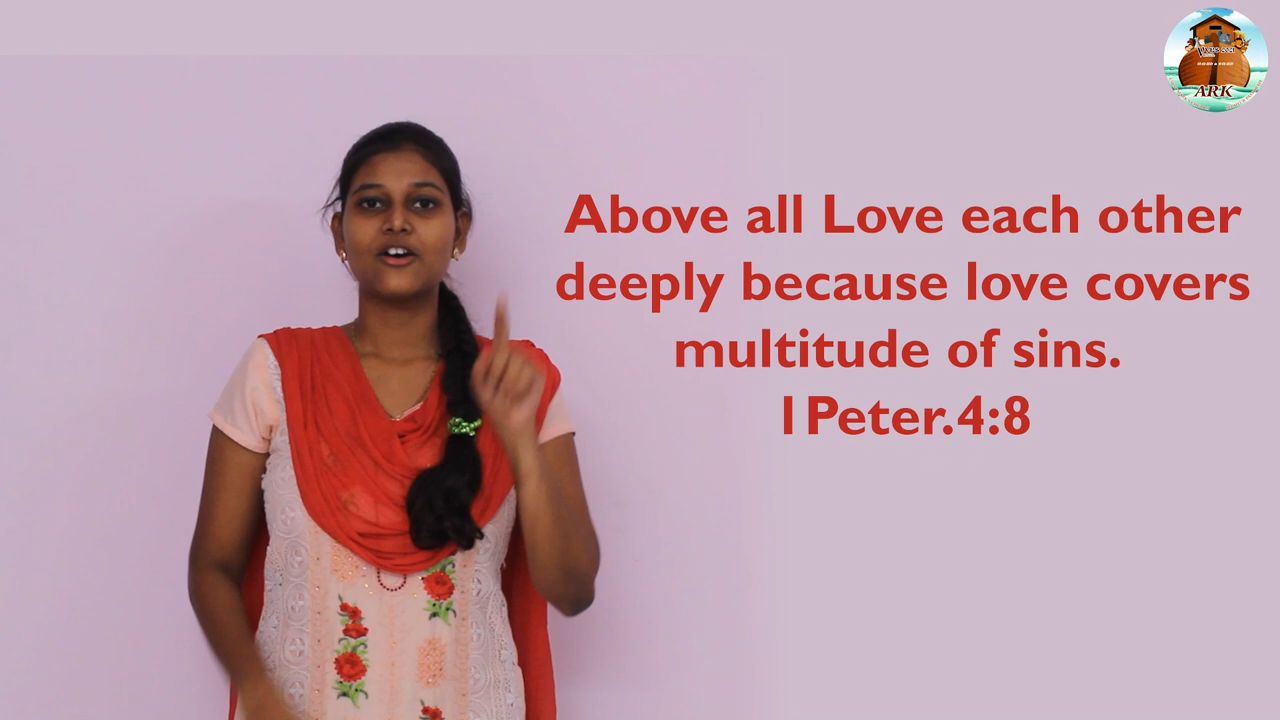 ARK
Above all Love each other
deeply because love covers
multitude of sins.
1Peter.4:8